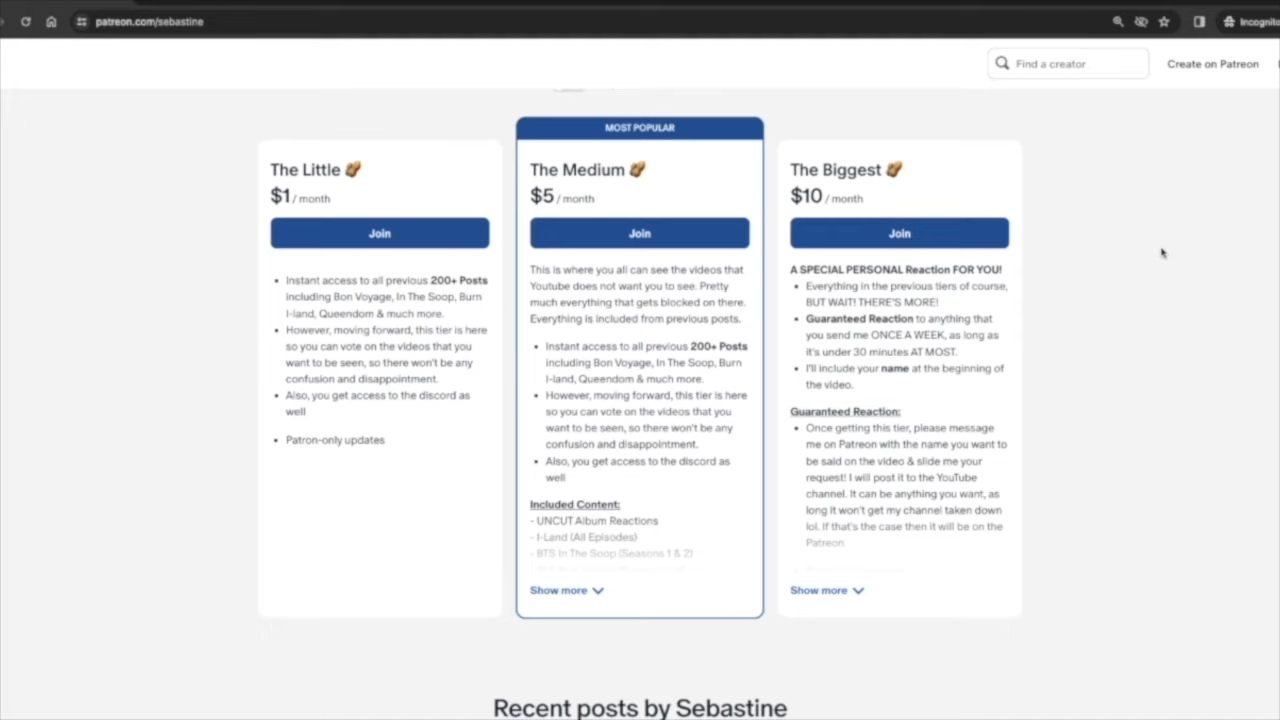 patreon.com/sebastine
Incognito
Find a creator
Create on Patreon
The Little 🥜
$1 / month
Join
• Instant access to all previous 200+ Posts
including Bon Voyage, In The Soop, Burn
I-land, Queendom & much more.
• However, moving forward, this tier is here
so you can vote on the videos that you
want to be seen, so there won't be any
confusion and disappointment.
• Also, you get access to the discord as
well
• Patron-only updates
MOST POPULAR
The Medium 🥜
$5 / month
Join
This is where you all can see the videos that
Youtube does not want you to see. Pretty
much everything that gets blocked on there.
Everything is included from previous posts.
• Instant access to all previous 200+ Posts
including Bon Voyage, In The Soop, Burn
I-land, Queendom & much more.
• However, moving forward, this tier is here
so you can vote on the videos that you
want to be seen, so there won't be any
confusion and disappointment.
• Also, you get access to the discord as
well
Included Content:
- UNCUT Album Reactions
- I-Land (All Episodes)
- BTS In The Soop (Seasons 1 & 2)
Show more
The Biggest 🥜
$10 / month
Join
A SPECIAL PERSONAL Reaction FOR YOU!
• Everything in the previous tiers of course,
BUT WAIT! THERE'S MORE!
• Guaranteed Reaction to anything that
you send me ONCE A WEEK, as long as
it's under 30 minutes AT MOST.
• I'll include your name at the beginning of
the video.
Guaranteed Reaction:
• Once getting this tier, please message
me on Patreon with the name you want to
be said on the video & slide me your
request! I will post it to the YouTube
channel. It can be anything you want, as
long it won't get my channel taken down
lol. If that's the case then it will be on the
Patreon
Show more
Recent posts by Sebastine